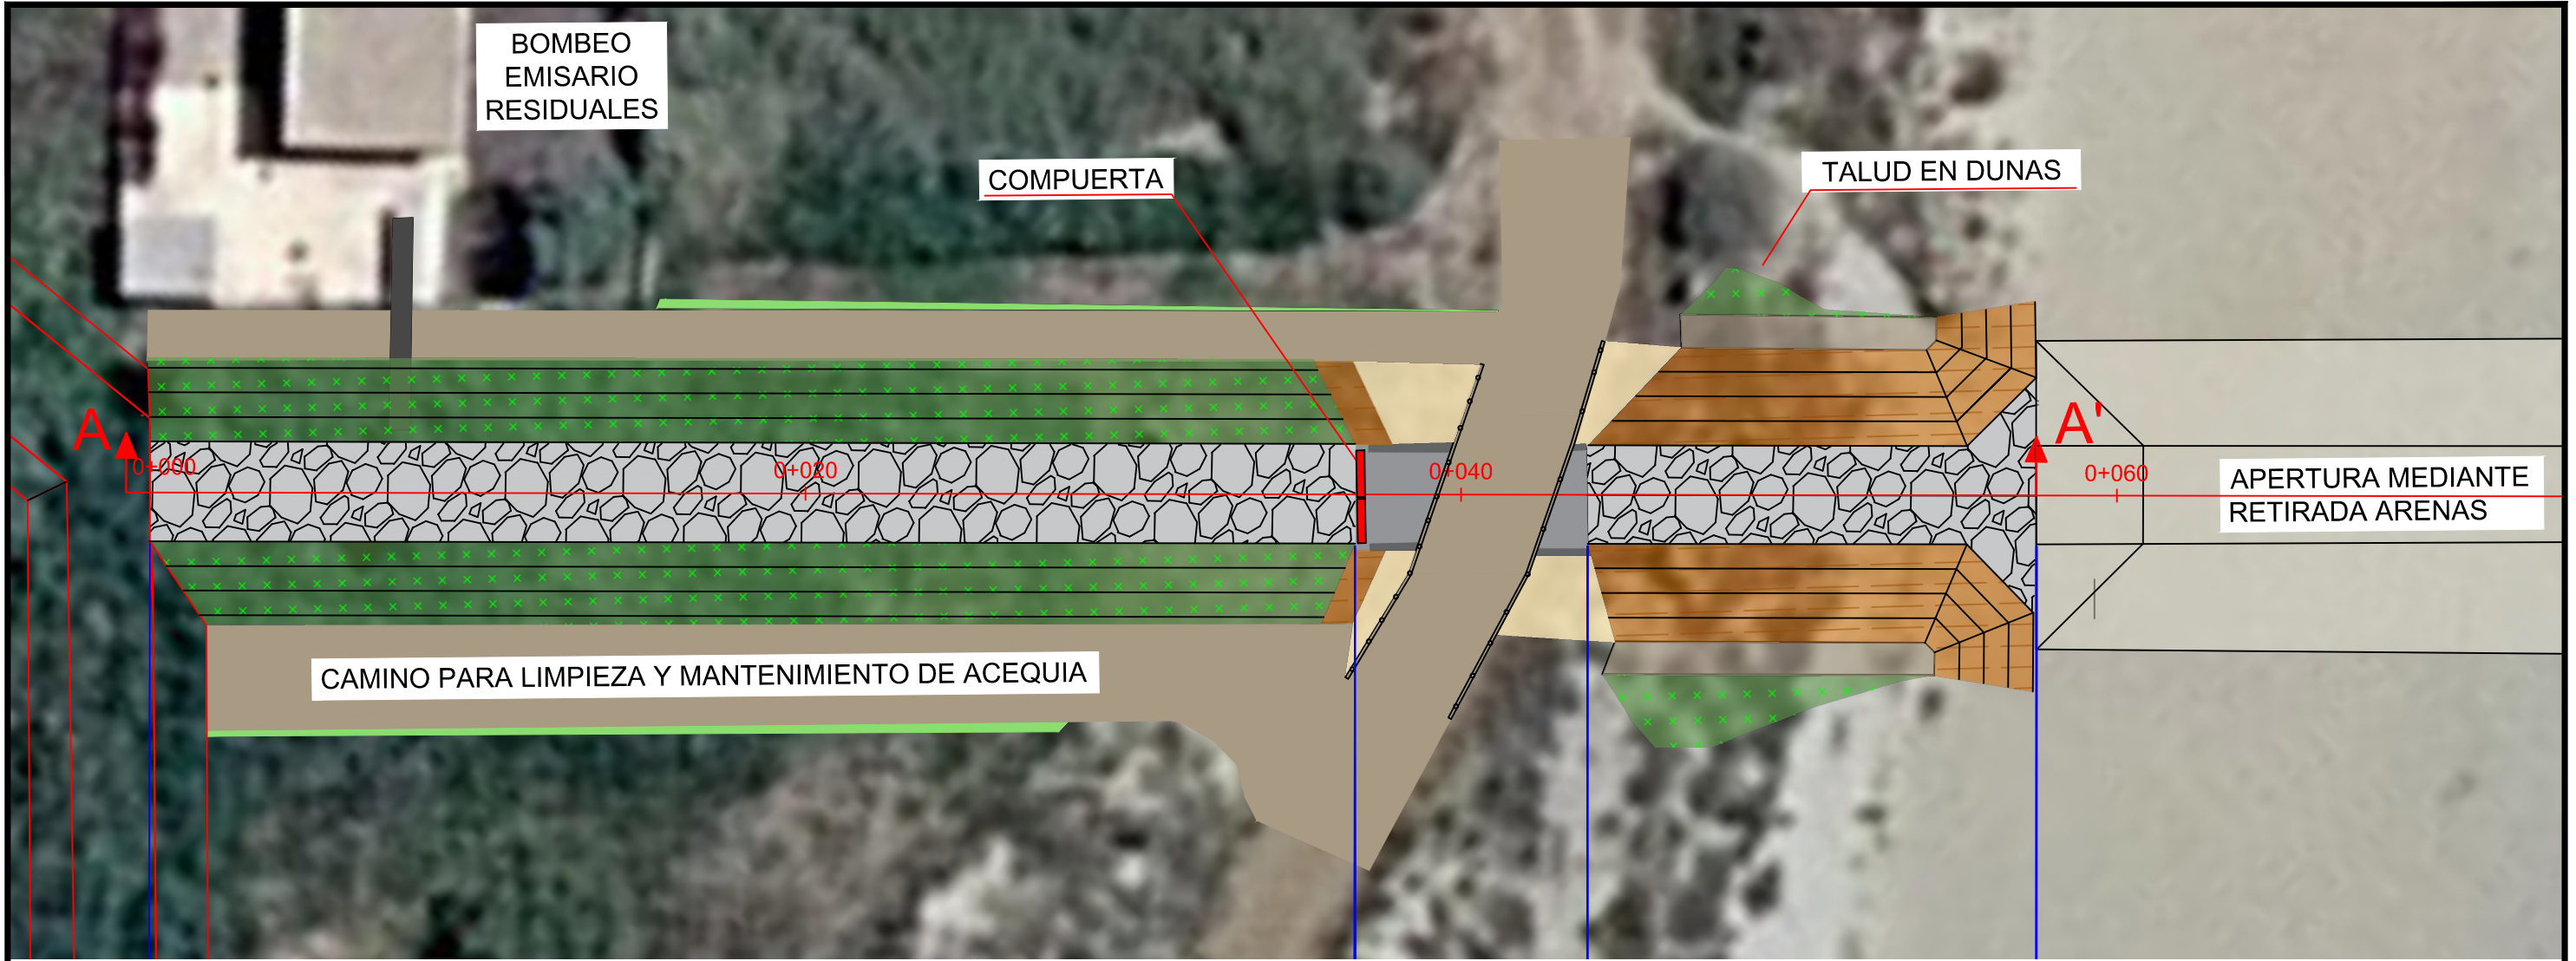 BOMBEO
EMISARIO
RESIDUALES
COMPUERTA
TALUD EN DUNAS
A
A'
0+000
0+020
0+040
0+060
APERTURA MEDIANTE
RETIRADA ARENAS
CAMINO PARA LIMPIEZA Y MANTENIMIENTO DE ACEQUIA